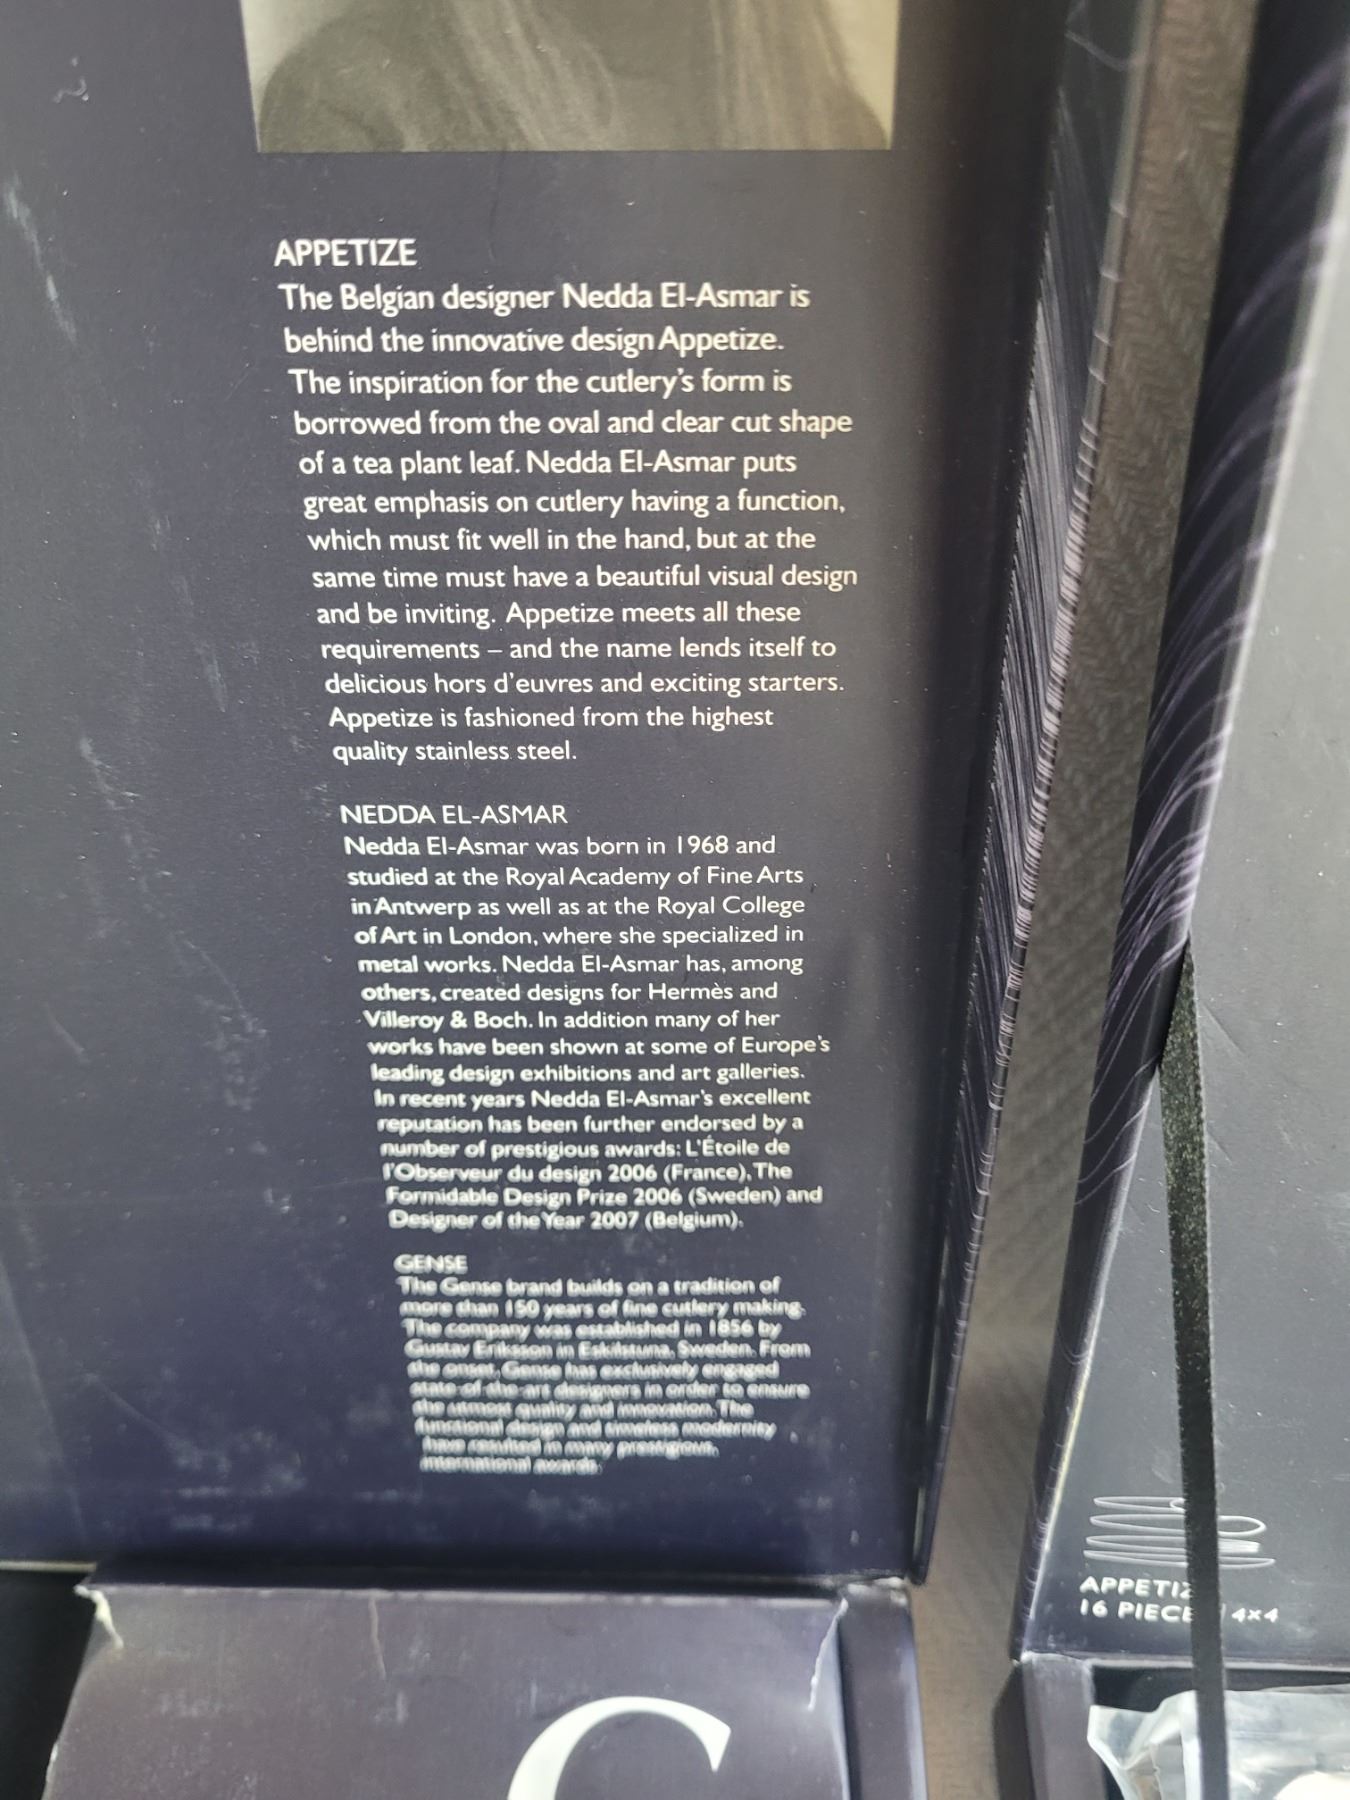 APPETIZE
The Belgian designer Nedda El-Asmar is
behind the innovative design Appetize.
The inspiration for the cutlery's form is
borrowed from the oval and clear cut shape
of a tea plant leaf. Nedda El-Asmar puts
great emphasis on cutlery having a function,
which must fit well in the hand, but at the
same time must have a beautiful visual design
and be inviting. Appetize meets all these
requirements – and the name lends itself to
delicious hors d'euvres and exciting starters.
Appetize is fashioned from the highest
quality stainless steel.
NEDDA EL-ASMAR
Nedda El-Asmar was born in 1968 and
studied at the Royal Academy of Fine Arts
in Antwerp as well as at the Royal College
of Art in London, where she specialized in
metal works. Nedda El-Asmar has, among
others, created designs for Hermès and
Villeroy & Boch. In addition many of her
works have been shown at some of Europe's
leading design exhibitions and art galleries.
In recent years Nedda El-Asmar's excellent
reputation has been further endorsed by a
number of prestigious awards: L'Étoile de
l'Observeur du design 2006 (France), The
Formidable Design Prize 2006 (Sweden) and
Designer of the Year 2007 (Belgium).
GENSE
The Gense brand builds on a tradition of
more than 150 years of fine cutlery making.
The company was established in 1856 by
Gustav Eriksson in Eskilstuna, Sweden. From
the onset, Gense has exclusively engaged
state-of-the-art designers in order to ensure
the utmost quality and innovation. The
functional design and timeless modernity
have resulted in many prestigious,
international awards.
G
APPETIZ
16 PIECE 4x4